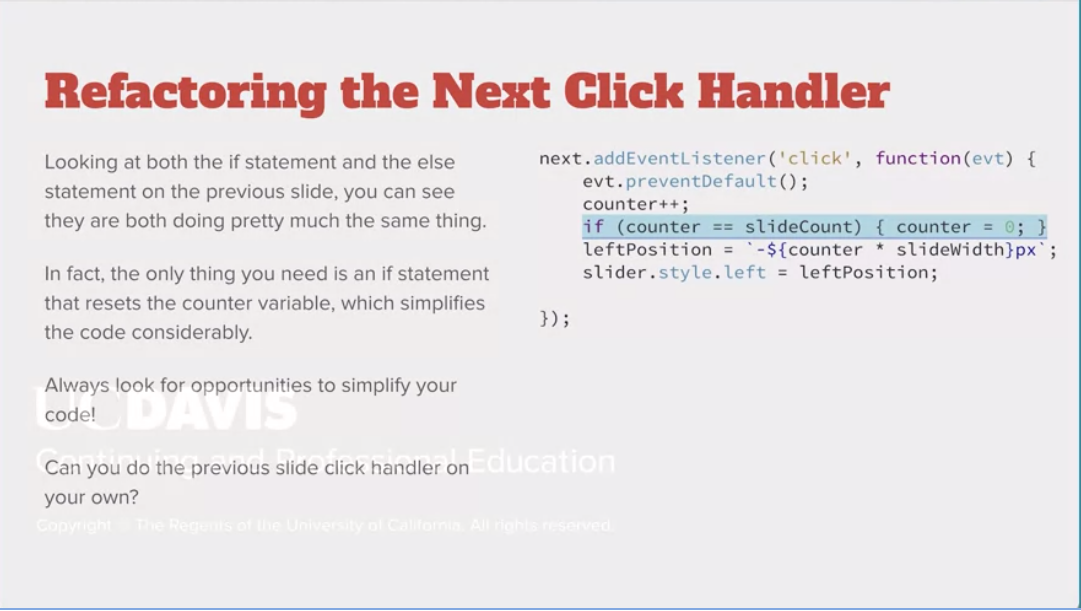 Refactoring the Next Click Handler
Looking at both the if statement and the else
statement on the previous slide, you can see
they are both doing pretty much the same thing.
In fact, the only thing you need is an if statement
that resets the counter variable, which simplifies
the code considerably.
Always look for opportunities to simplify your
code!
Can you do the previous slide click handler on
your own?
next.addEventListener('click', function(evt) {
evt.preventDefault();
counter++;
if (counter == slideCount) { counter = 0; }
leftPosition = `-${counter * slideWidth}px`;
slider.style.left = leftPosition;
});
UCDAVIS
Continuing and Professional Education
Copyright © The Regents of the University of California. All rights reserved.